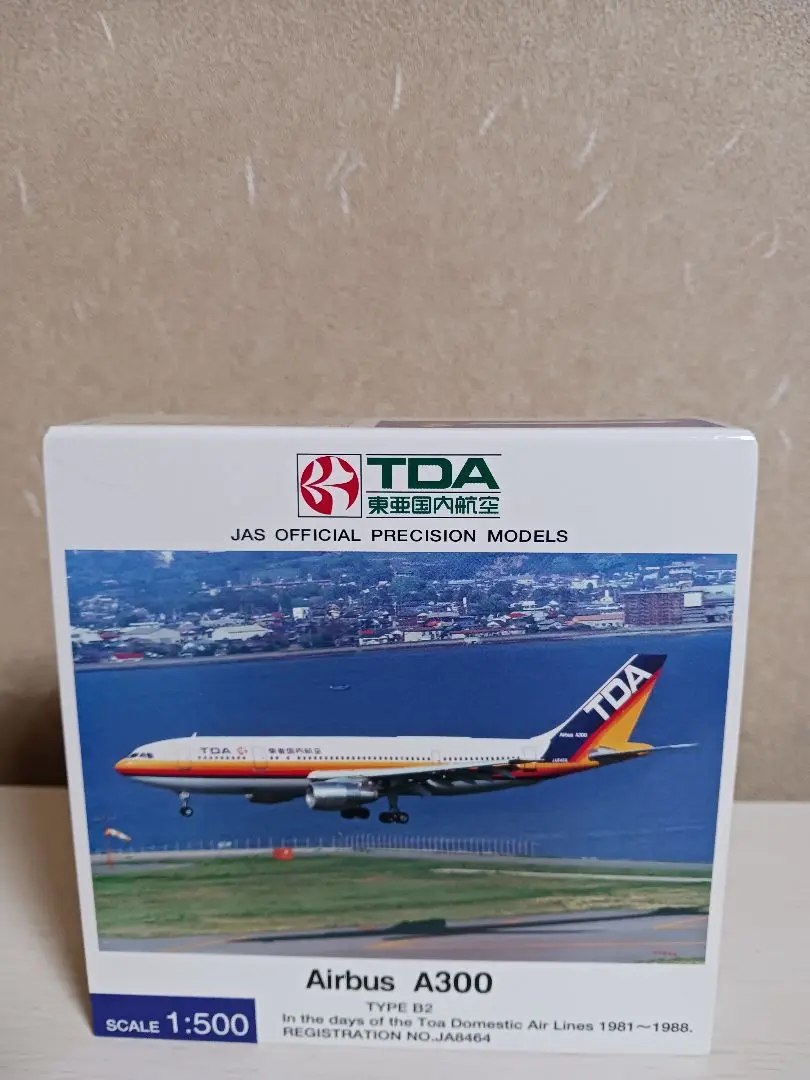 TDA
東亜国内航空
JAS OFFICIAL PRECISION MODELS
TDA
Airbus A300
TDA 東亜国内航空
Airbus A300
TYPE B2
SCALE 1:500
In the days of the Toa Domestic Air Lines 1981～1988.
REGISTRATION NO.JA8464